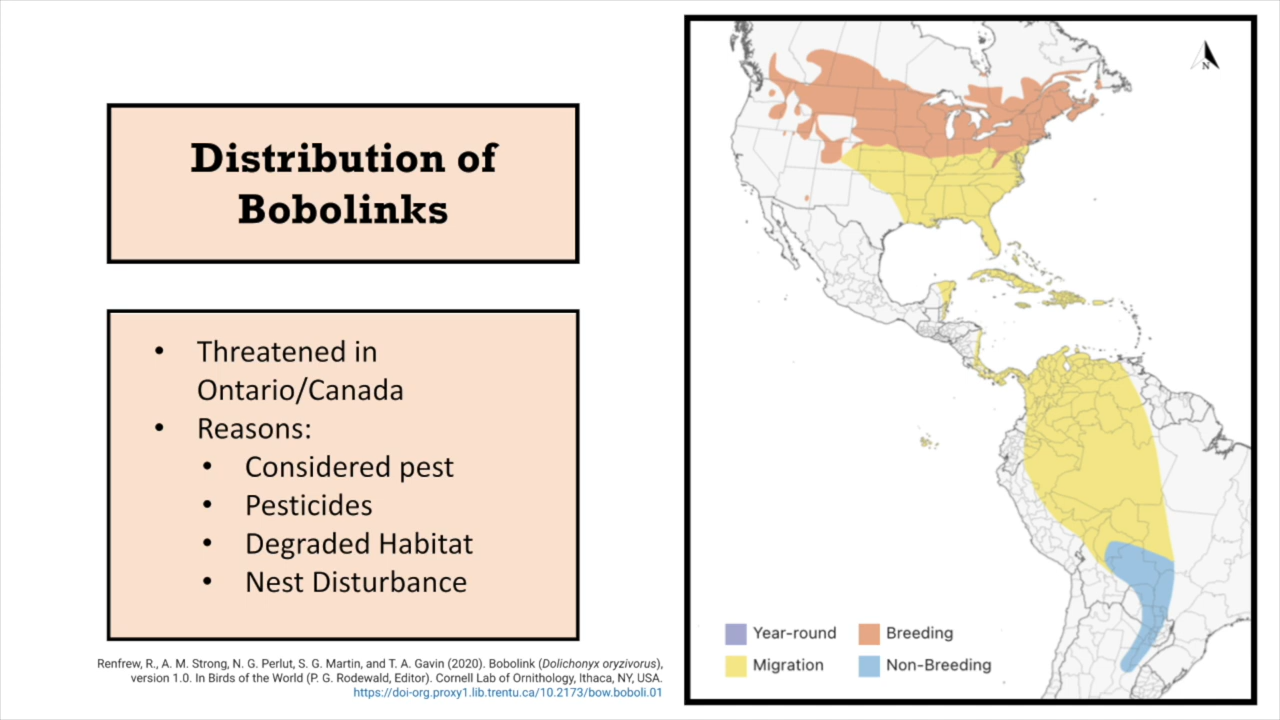 Distribution of
Bobolinks
• Threatened in
Ontario/Canada
• Reasons:
• Considered pest
• Pesticides
• Degraded Habitat
• Nest Disturbance
Renfrew, R., A. M. Strong, N. G. Perlut, S. G. Martin, and T. A. Gavin (2020). Bobolink (Dolichonyx oryzivorus),
version 1.0. In Birds of the World (P. G. Rodewald, Editor). Cornell Lab of Ornithology, Ithaca, NY, USA.
https://doi-org.proxy1.lib.trentu.ca/10.2173/bow.boboli.01
N
Year-round
Breeding
Migration
Non-Breeding